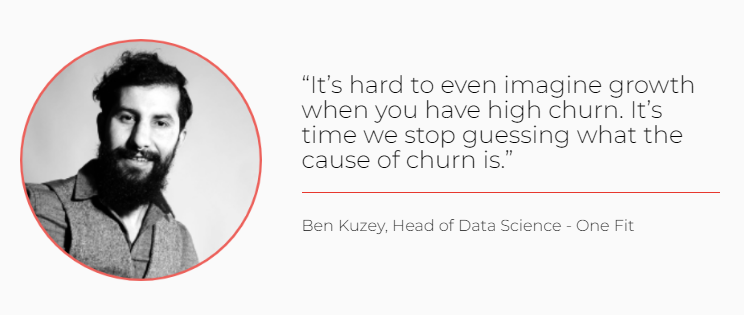 “It’s hard to even imagine growth
when you have high churn. It’s
time we stop guessing what the
cause of churn is.”
Ben Kuzey, Head of Data Science - One Fit